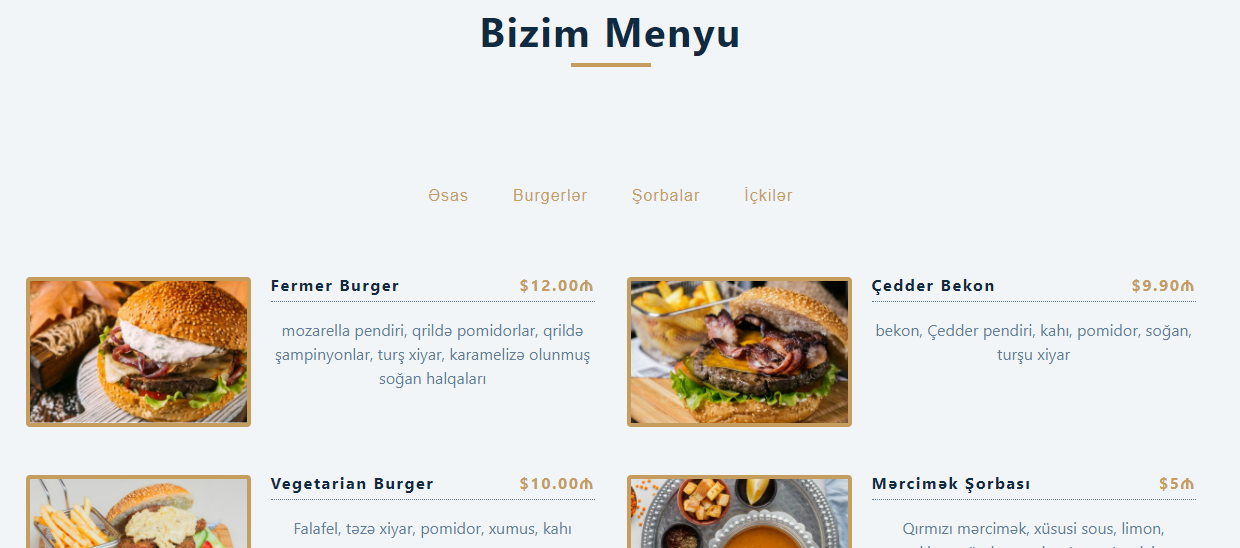 Bizim Menyu
Əsas Burgerlər Şorbalar İçkilər
Fermer Burger $12.00₼
mozarella pendiri, qrildə pomidorlar, qrildə
şampinyonlar, turş xiyar, karamelizə olunmuş
soğan halqaları
Çedder Bekon $9.90₼
bekon, Çedder pendiri, kahı, pomidor, soğan,
turşu xiyar
Vegetarian Burger $10.00₼
Falafel, təzə xiyar, pomidor, xumus, kahı
Mərcimək Şorbası $5₼
Qırmızı mərcimək, xüsusi sous, limon,